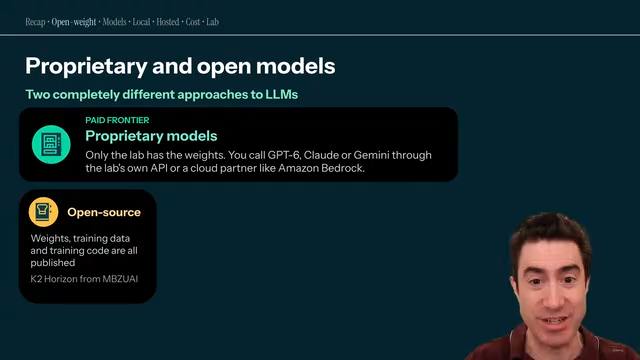 Recap • Open-weight • Models • Local • Hosted • Cost • Lab
Proprietary and open models
Two completely different approaches to LLMs
PAID FRONTIER
Proprietary models
Only the lab has the weights. You call GPT-6, Claude or Gemini through
the lab's own API or a cloud partner like Amazon Bedrock.
Open-source
Weights, training data
and training code are all
published
K2 Horizon from MBZUAI